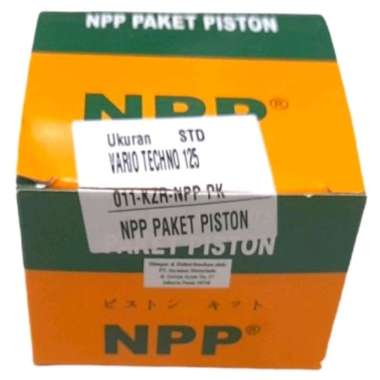 NPP PAKET PISTON
NPP®
Ukuran STD
VARIO TECHNO 125
011-KZR-NPP-PK
NPP PAKET PISTON
PAKET PISTON
ピストン キット
NPP®